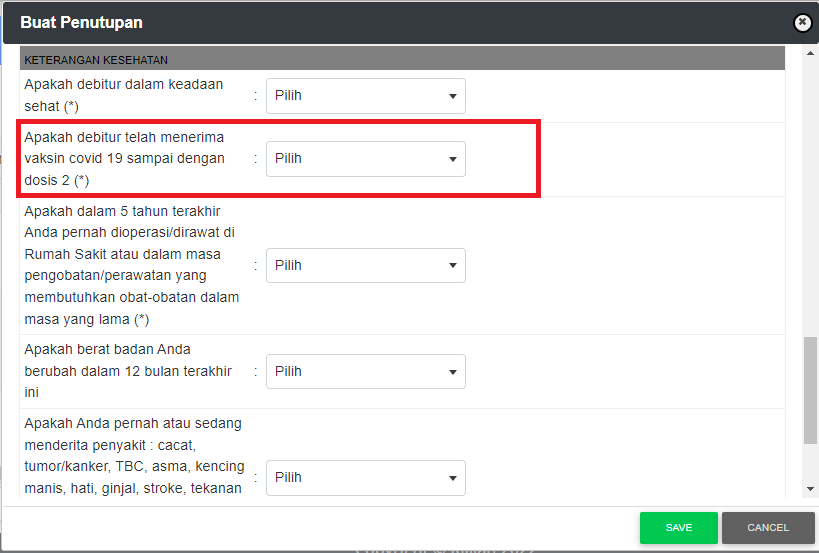 Buat Penutupan
KETERANGAN KESEHATAN
Apakah debitur dalam keadaan
sehat (*)
:
Pilih
Apakah debitur telah menerima
vaksin covid 19 sampai dengan
dosis 2 (*)
:
Pilih
Apakah dalam 5 tahun terakhir
Anda pernah dioperasi/dirawat di
Rumah Sakit atau dalam masa
pengobatan/perawatan yang
membutuhkan obat-obatan dalam
masa yang lama (*)
:
Pilih
Apakah berat badan Anda
berubah dalam 12 bulan terakhir
ini
:
Pilih
Apakah Anda pernah atau sedang
menderita penyakit : cacat,
tumor/kanker, TBC, asma, kencing
manis, hati, ginjal, stroke, tekanan
:
Pilih
SAVE
CANCEL